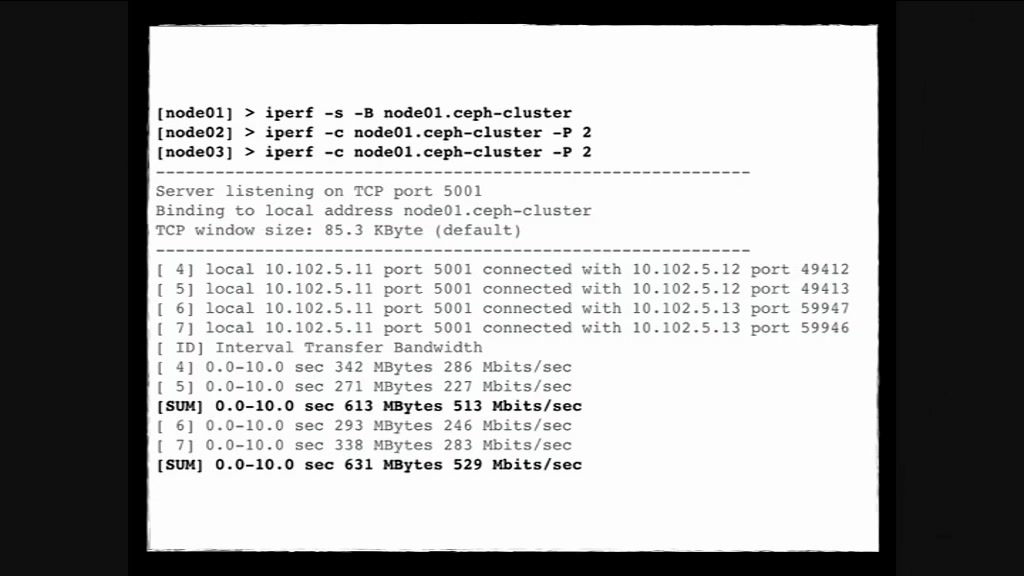 [node01] > iperf -s -B node01.ceph-cluster
[node02] > iperf -c node01.ceph-cluster -P 2
[node03] > iperf -c node01.ceph-cluster -P 2
------------------------------------------------------------
Server listening on TCP port 5001
Binding to local address node01.ceph-cluster
TCP window size: 85.3 KByte (default)
------------------------------------------------------------
[ 4] local 10.102.5.11 port 5001 connected with 10.102.5.12 port 49412
[ 5] local 10.102.5.11 port 5001 connected with 10.102.5.12 port 49413
[ 6] local 10.102.5.11 port 5001 connected with 10.102.5.13 port 59947
[ 7] local 10.102.5.11 port 5001 connected with 10.102.5.13 port 59946
[ ID] Interval Transfer Bandwidth
[ 4] 0.0-10.0 sec 342 MBytes 286 Mbits/sec
[ 5] 0.0-10.0 sec 271 MBytes 227 Mbits/sec
[SUM] 0.0-10.0 sec 613 MBytes 513 Mbits/sec
[ 6] 0.0-10.0 sec 293 MBytes 246 Mbits/sec
[ 7] 0.0-10.0 sec 338 MBytes 283 Mbits/sec
[SUM] 0.0-10.0 sec 631 MBytes 529 Mbits/sec